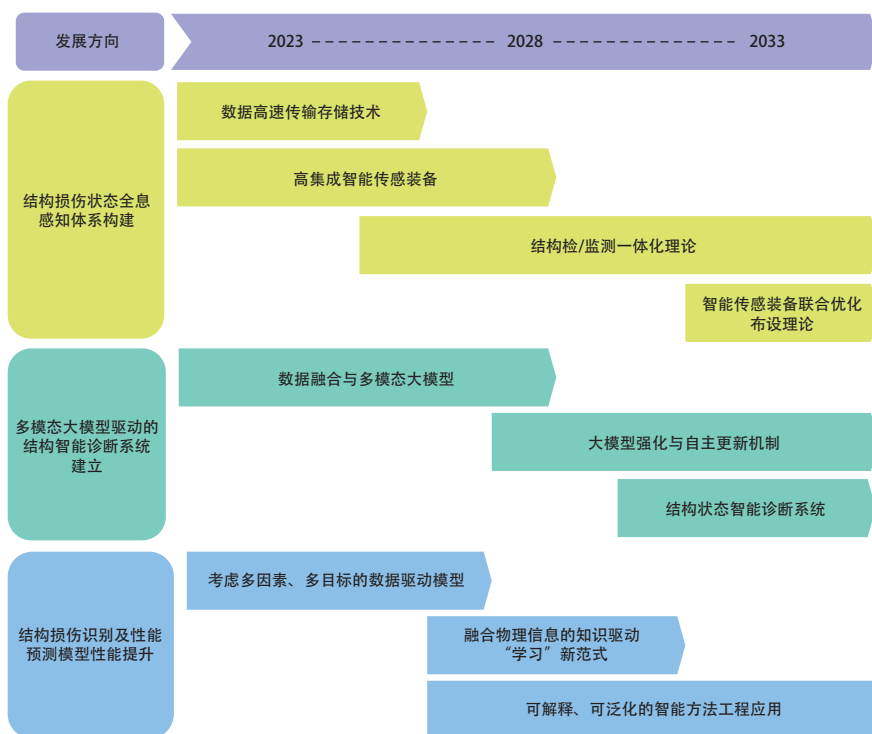 发展方向
2023 ---------------- 2028 ---------------- 2033
结构损伤状态全息
感知体系构建
数据高速传输存储技术
高集成智能传感装备
结构检/监测一体化理论
智能传感装备联合优化
布设理论
多模态大模型驱动的
结构智能诊断系统
建立
数据融合与多模态大模型
大模型强化与自主更新机制
结构状态智能诊断系统
结构损伤识别及性能
预测模型性能提升
考虑多因素、多目标的数据驱动模型
融合物理信息的知识驱动
“学习”新范式
可解释、可泛化的智能方法工程应用